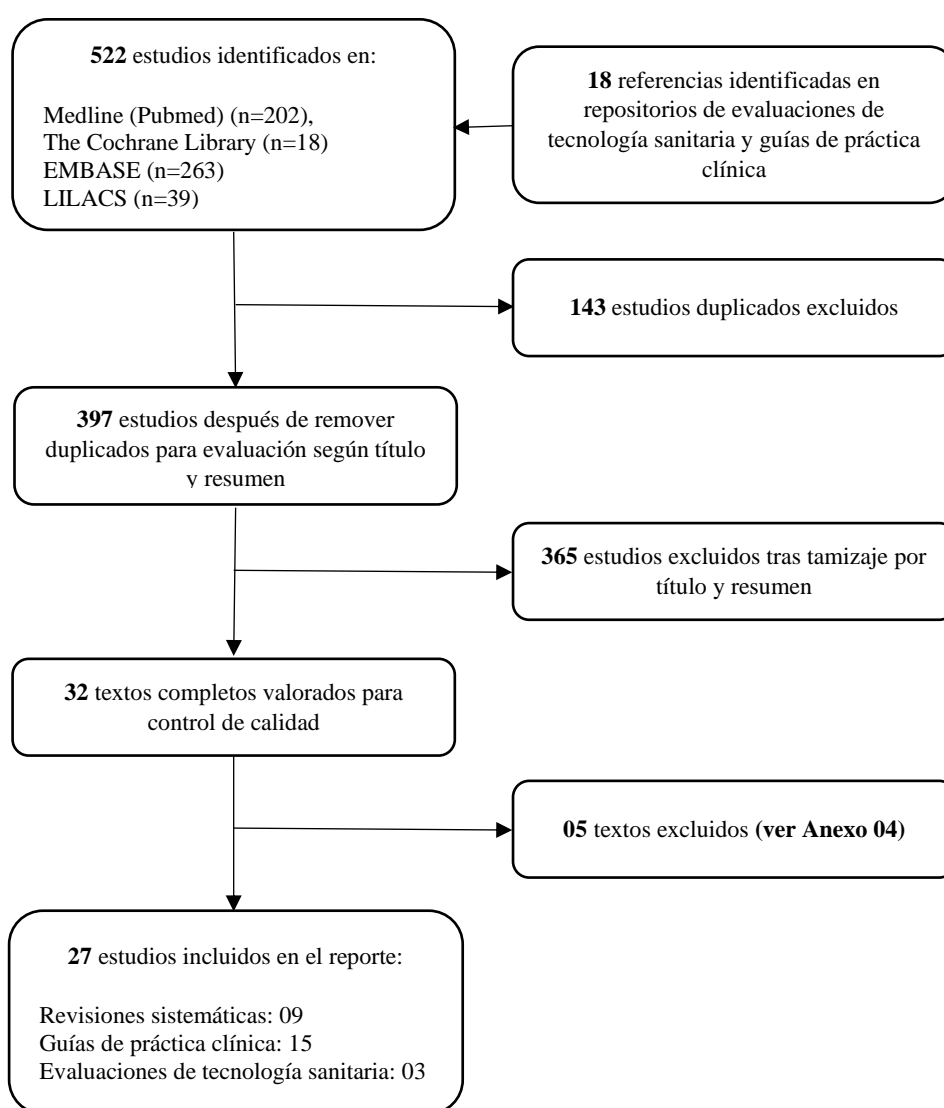 522 estudios identificados en:
Medline (Pubmed) (n=202),
The Cochrane Library (n=18)
EMBASE (n=263)
LILACS (n=39)
18 referencias identificadas en
repositorios de evaluaciones de
tecnología sanitaria y guías de práctica
clínica
143 estudios duplicados excluidos
397 estudios después de remover
duplicados para evaluación según título
y resumen
365 estudios excluidos tras tamizaje por
título y resumen
32 textos completos valorados para
control de calidad
05 textos excluidos (ver Anexo 04)
27 estudios incluidos en el reporte:
Revisiones sistemáticas: 09
Guías de práctica clínica: 15
Evaluaciones de tecnología sanitaria: 03